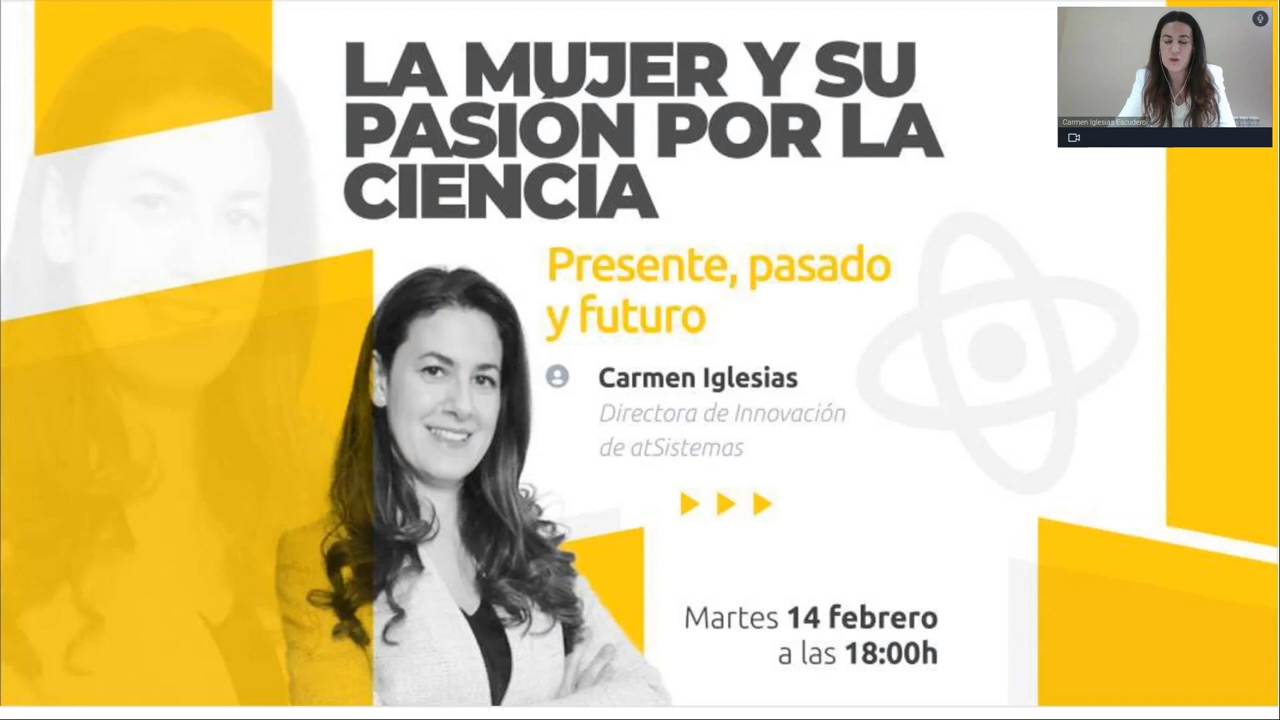 LA MUJER Y SU
PASIÓN POR LA
CIENCIA
Presente, pasado
y futuro
Carmen Iglesias
Directora de Innovación
de atSistemas
Martes 14 febrero
a las 18:00h
Carmen Iglesias Escudero